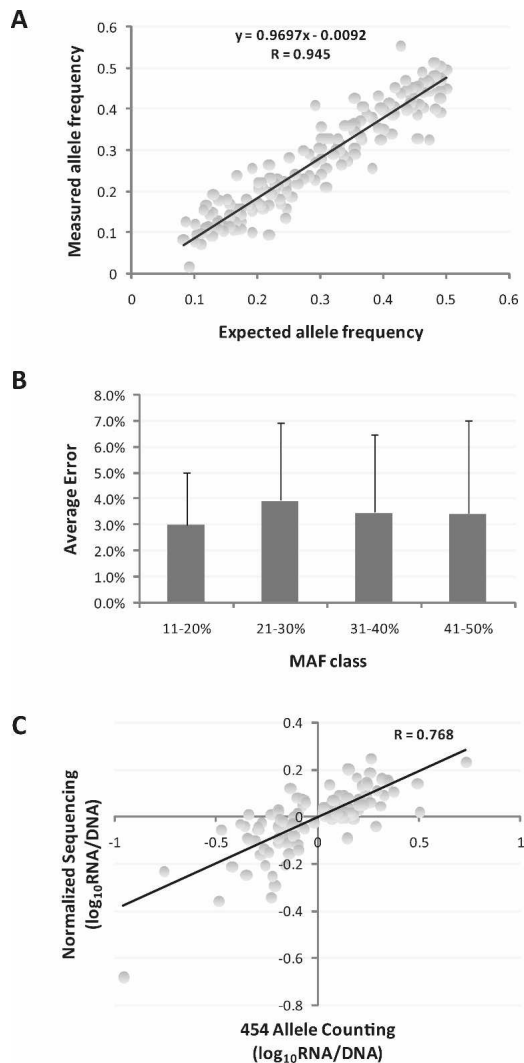 A
y = 0.9697x - 0.0092
R = 0.945
Measured allele frequency
0.6
0.5
0.4
0.3
0.2
0.1
0
0 0.1 0.2 0.3 0.4 0.5 0.6
Expected allele frequency
B
Average Error
8.0%
7.0%
6.0%
5.0%
4.0%
3.0%
2.0%
1.0%
0.0%
11-20% 21-30% 31-40% 41-50%
MAF class
C
R = 0.768
Normalized Sequencing
(log₁₀RNA/DNA)
0.4
0.2
0
-0.2
-0.4
-0.6
-0.8
-1 -0.5 0 0.5 1
454 Allele Counting
(log₁₀RNA/DNA)